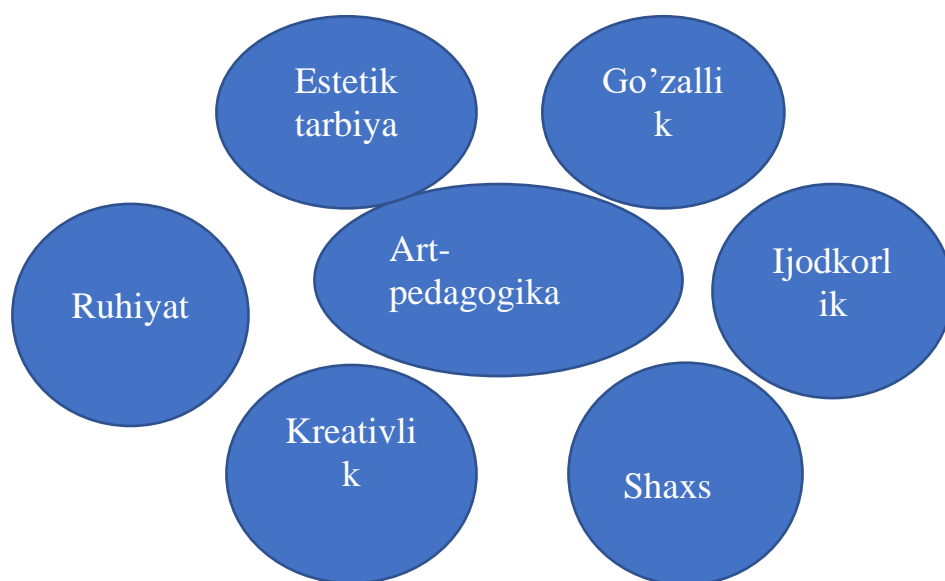 Estetik
tarbiya
Go’zalli
k
Art-
pedagogika
Ijodkorl
ik
Ruhiyat
Kreativli
k
Shaxs